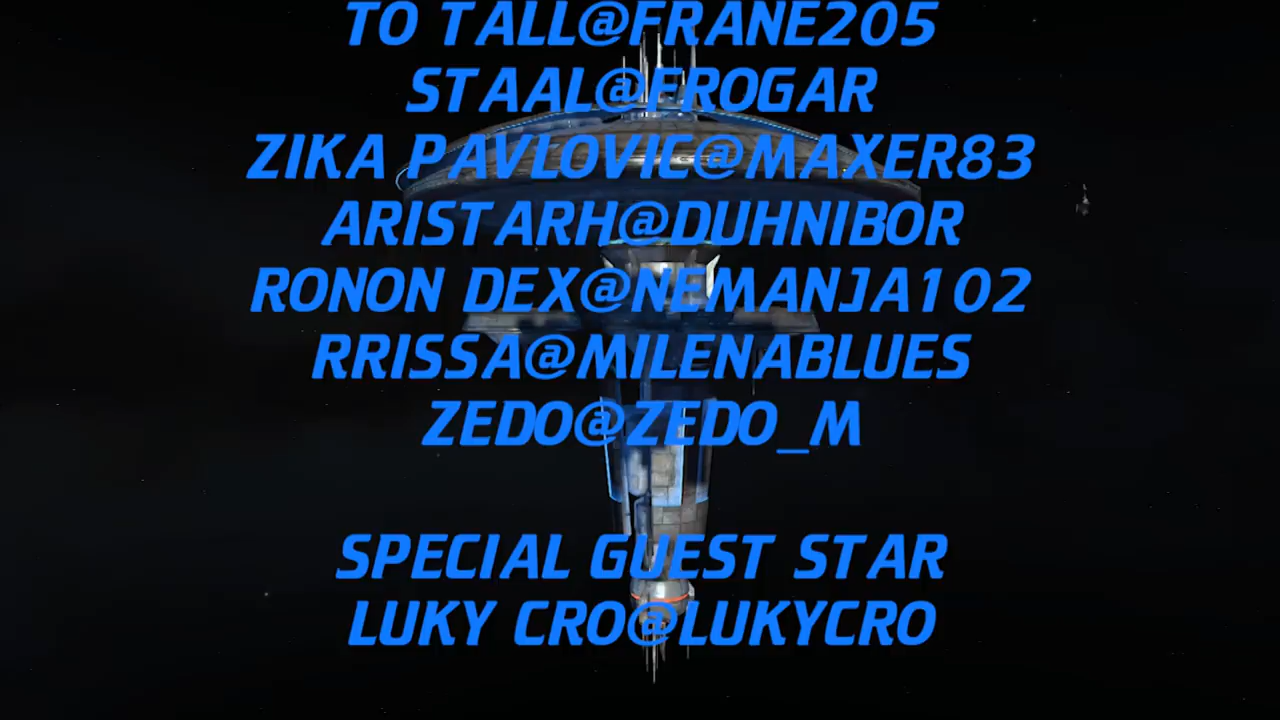 TO TALL@FRANE205
STAAL@FROGAR
ZIKA PAVLOVIC@MAXER83
ARISTARH@DUHNIBOR
RONON DEX@NEMANJA102
RRISSA@MILENABLUES
ZEDO@ZEDO_M
SPECIAL GUEST STAR
LUKY CRO@LUKYCRO